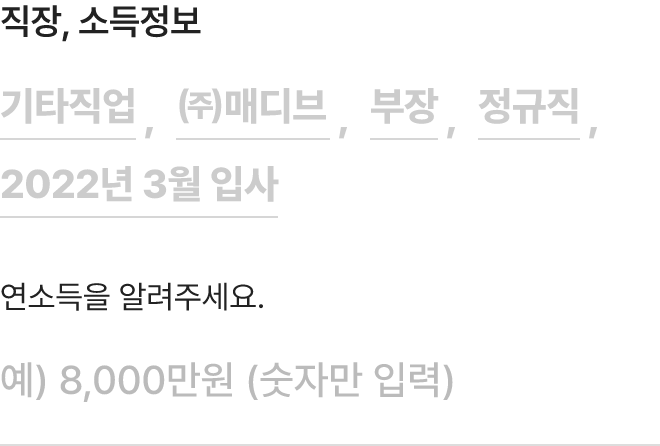 직장, 소득정보
기타직업, ㈜매디브, 부장, 정규직,
2022년 3월 입사
연소득을 알려주세요.
예) 8,000만원 (숫자만 입력)